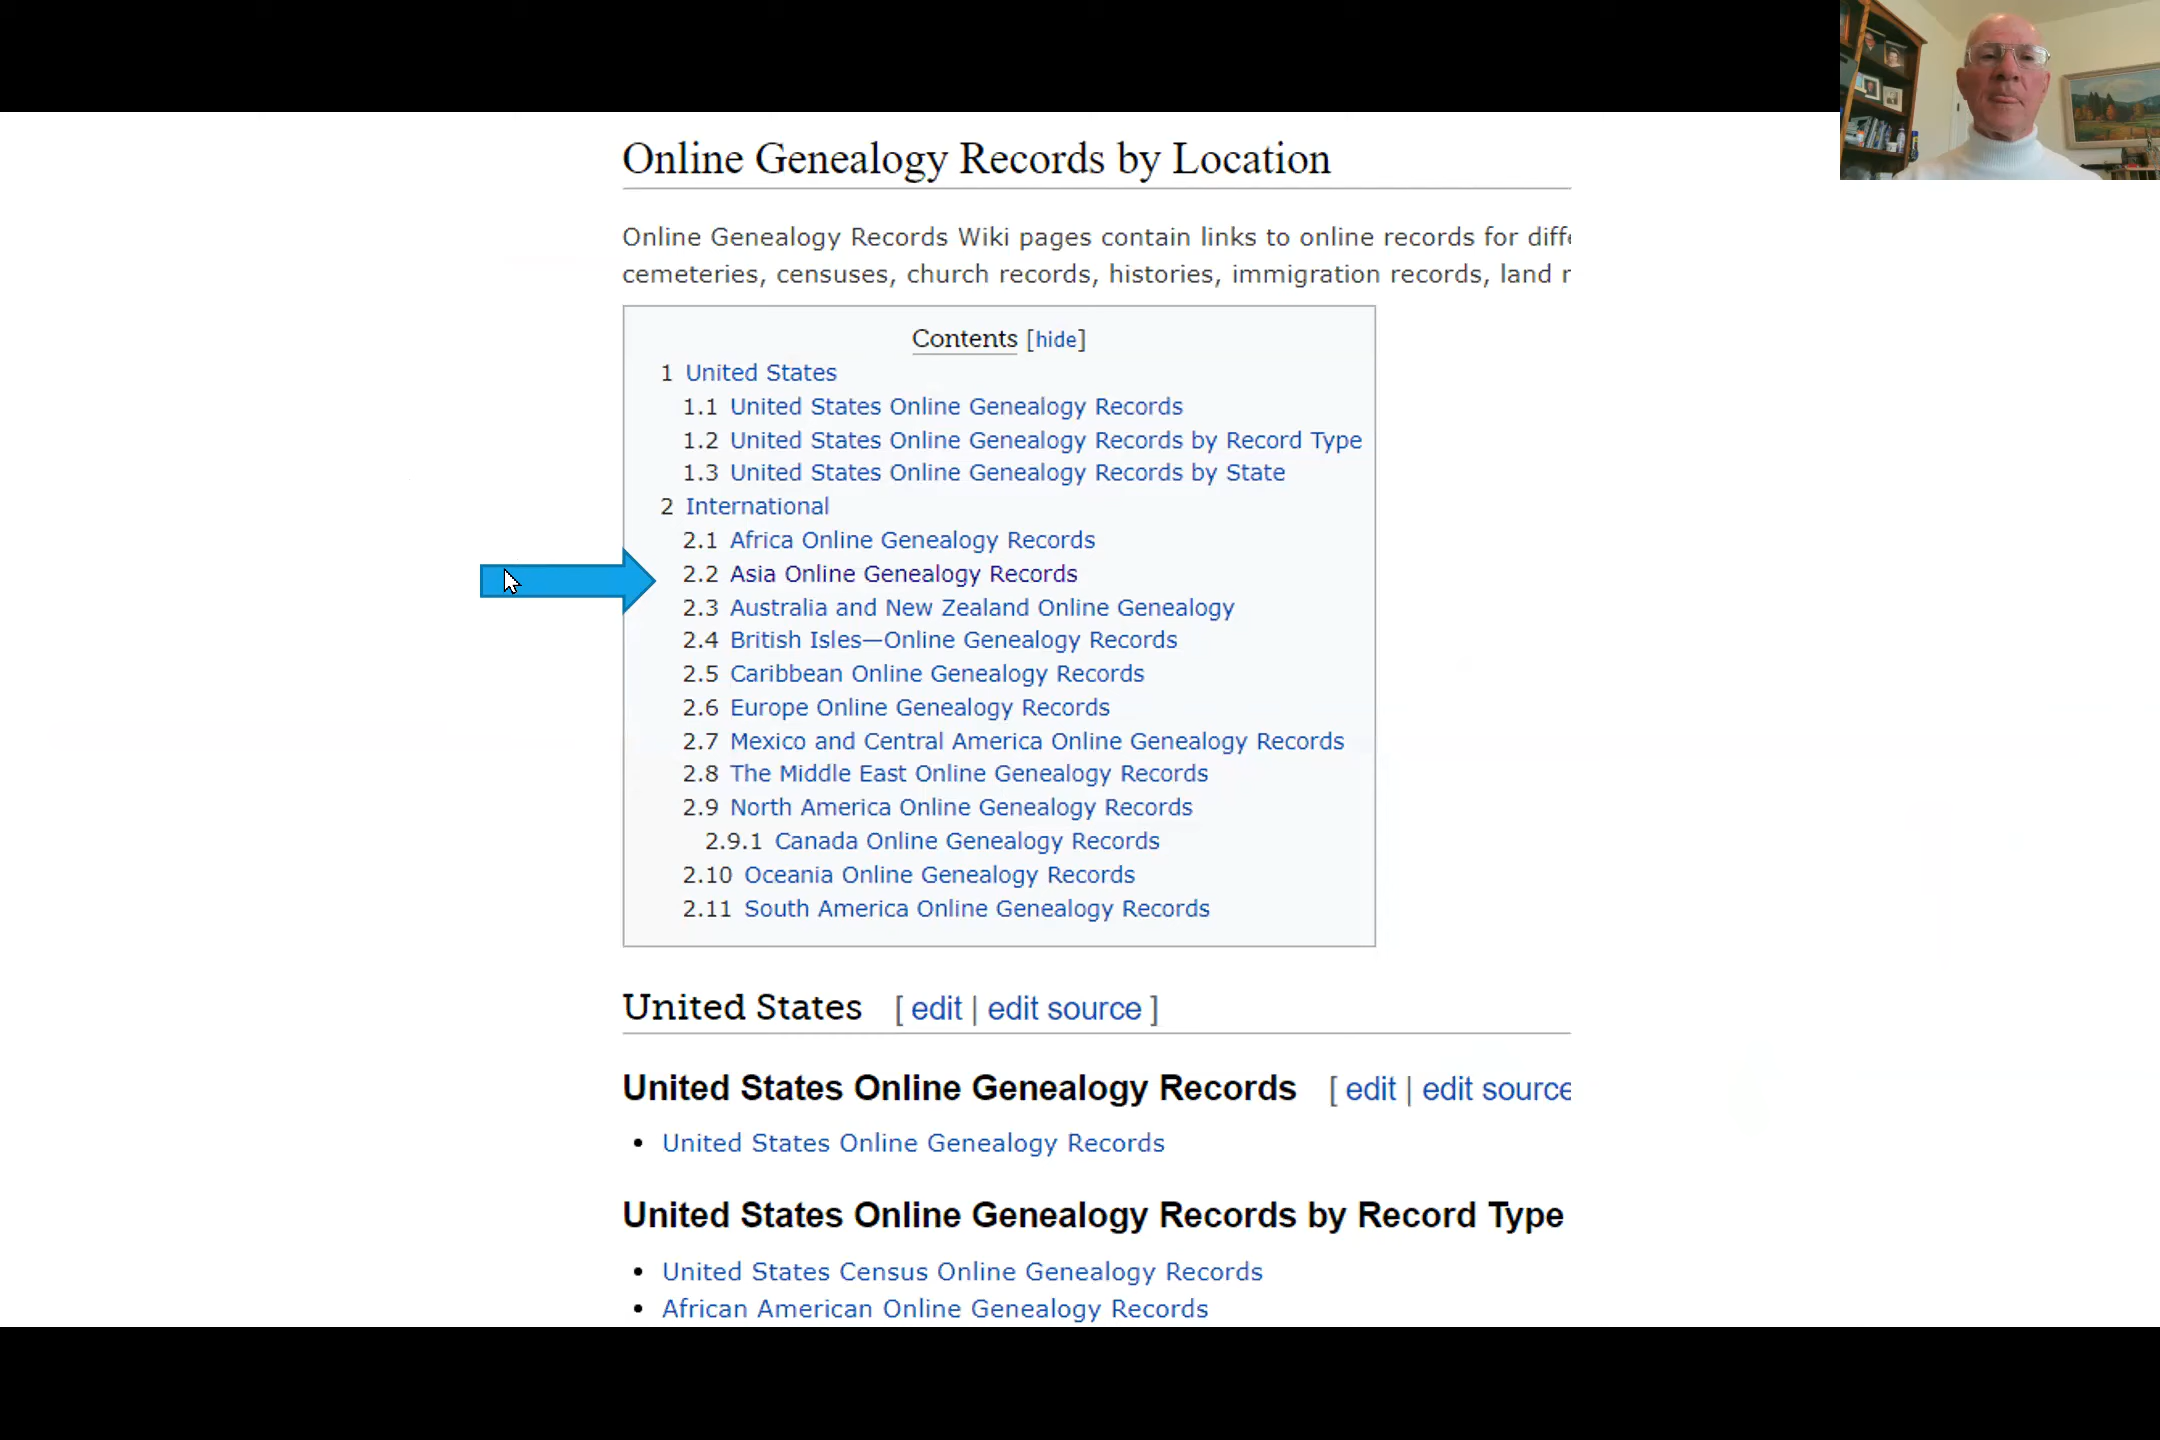 Online Genealogy Records by Location
Online Genealogy Records Wiki pages contain links to online records for diffe
cemeteries, censuses, church records, histories, immigration records, land r
Contents [hide]
1 United States
1.1 United States Online Genealogy Records
1.2 United States Online Genealogy Records by Record Type
1.3 United States Online Genealogy Records by State
2 International
2.1 Africa Online Genealogy Records
2.2 Asia Online Genealogy Records
2.3 Australia and New Zealand Online Genealogy
2.4 British Isles—Online Genealogy Records
2.5 Caribbean Online Genealogy Records
2.6 Europe Online Genealogy Records
2.7 Mexico and Central America Online Genealogy Records
2.8 The Middle East Online Genealogy Records
2.9 North America Online Genealogy Records
2.9.1 Canada Online Genealogy Records
2.10 Oceania Online Genealogy Records
2.11 South America Online Genealogy Records
United States [ edit | edit source ]
United States Online Genealogy Records [ edit | edit source
• United States Online Genealogy Records
United States Online Genealogy Records by Record Type
• United States Census Online Genealogy Records
• African American Online Genealogy Records